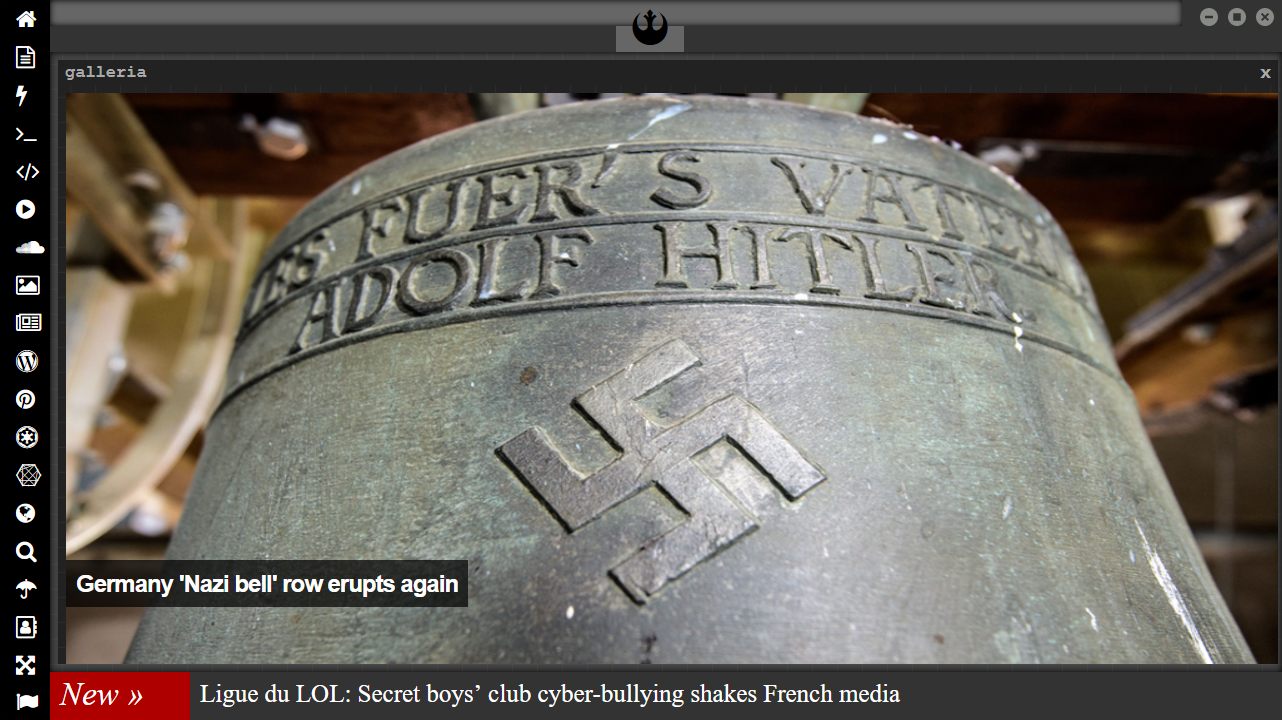 galleria
x
FUER'S VATER
ADOLF HITLER.
Germany 'Nazi bell' row erupts again
New »
Ligue du LOL: Secret boys’ club cyber-bullying shakes French media